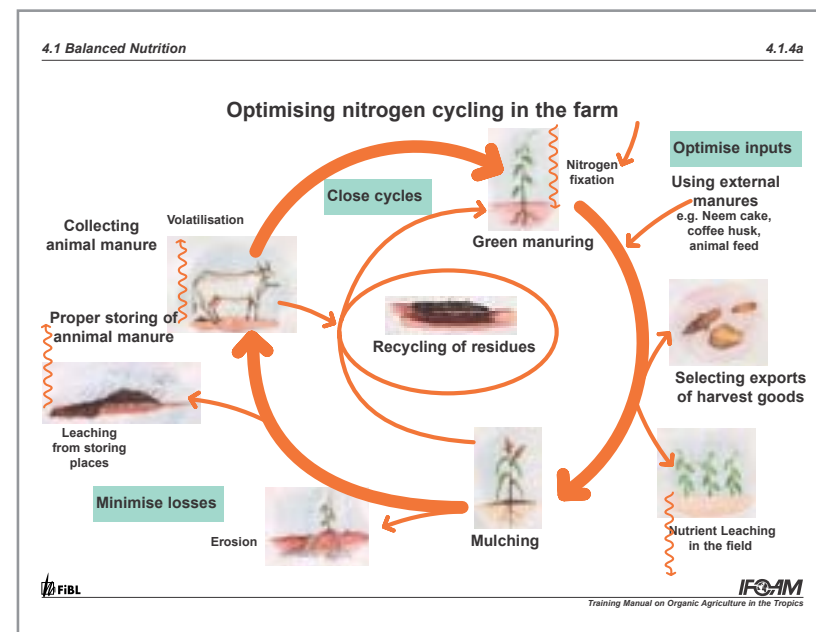 4.1 Balanced Nutrition
4.1.4a
Optimising nitrogen cycling in the farm
Optimise inputs
Nitrogen
fixation
Using external
manures
e.g. Neem cake,
coffee husk,
animal feed
Close cycles
Volatilisation
Collecting
animal manure
Green manuring
Proper storing of
annimal manure
Recycling of residues
Selecting exports
of harvest goods
Leaching
from storing
places
Minimise losses
Erosion
Mulching
Nutrient Leaching
in the field
FiBL
IFOAM
Training Manual on Organic Agriculture in the Tropics